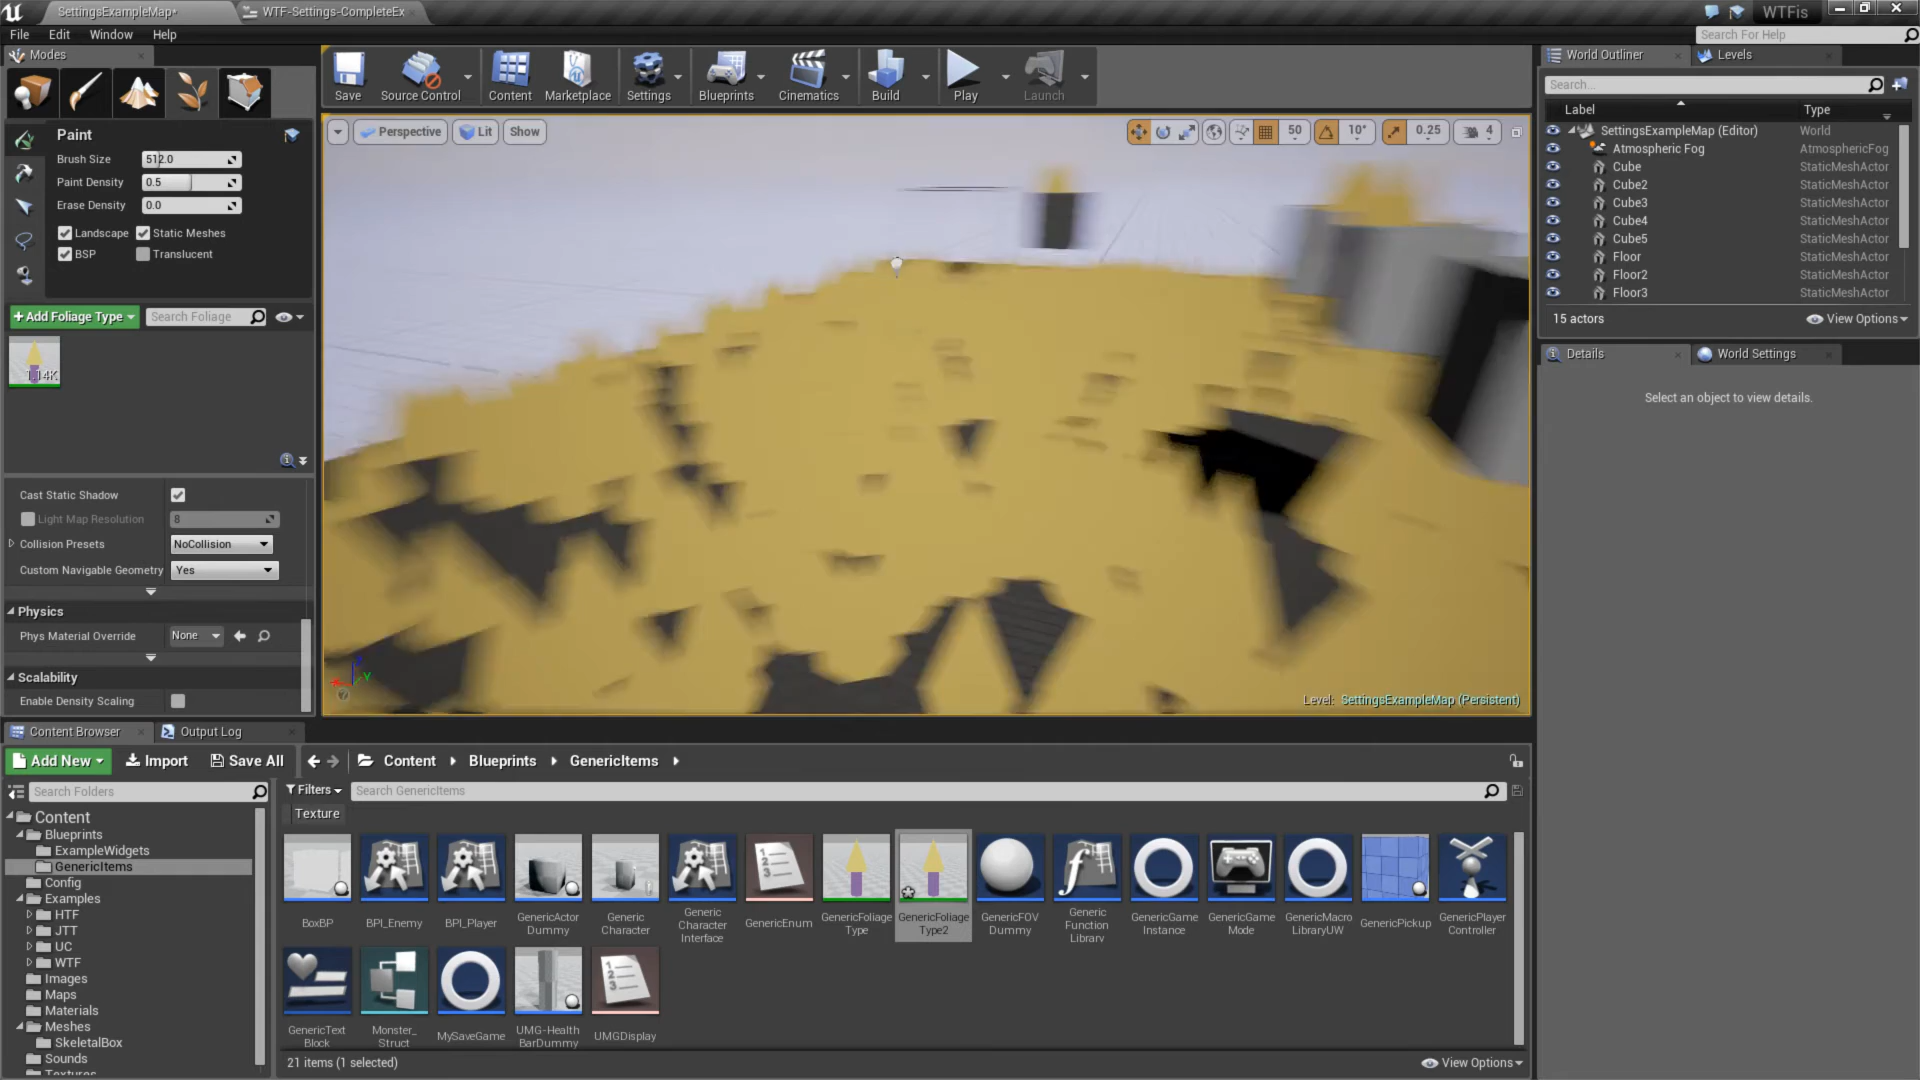 SettingsExampleMap*
WTF-Settings-CompleteEx
WTFis
File Edit Window Help
Search For Help
Modes
Save
Source Control
Content
Marketplace
Settings
Blueprints
Cinematics
Build
Play
Launch
World Outliner
Levels
Search...
Label Type
SettingsExampleMap (Editor) World
Atmospheric Fog AtmosphericFog
Cube StaticMeshActor
Cube2 StaticMeshActor
Cube3 StaticMeshActor
Cube4 StaticMeshActor
Cube5 StaticMeshActor
Floor StaticMeshActor
Floor2 StaticMeshActor
Floor3 StaticMeshActor
15 actors
View Options
Details
World Settings
Select an object to view details.
Paint
Brush Size 512.0
Paint Density 0.5
Erase Density 0.0
Landscape Static Meshes
BSP Translucent
+Add Foliage Type
Search Foliage
1.14K
Cast Static Shadow
Light Map Resolution 8
Collision Presets NoCollision
Custom Navigable Geometry Yes
Physics
Phys Material Override None
Scalability
Enable Density Scaling
Perspective Lit Show
50 10° 0.25 4
Level: SettingsExampleMap (Persistent)
Content Browser
Output Log
Add New Import Save All
Content Blueprints GenericItems
Search Folders
Filters
Search GenericItems
Texture
Content
Blueprints
ExampleWidgets
GenericItems
Config
Examples
HTF
JTT
UC
WTF
Images
Maps
Materials
Meshes
SkeletalBox
Sounds
Textures
BoxBP
BPI_Enemy
BPI_Player
GenericActor
Dummy
Generic
Character
Generic
Character
Interface
GenericEnum
GenericFoliage
Type
GenericFoliage
Type2
GenericFOV
Dummy
Generic
Function
Library
GenericGame
Instance
GenericGame
Mode
GenericMacro
LibraryUW
GenericPickup
GenericPlayer
Controller
GenericText
Block
Monster_
Struct
MySaveGame
UMG-Health
BarDummy
UMGDisplay
21 items (1 selected)
View Options